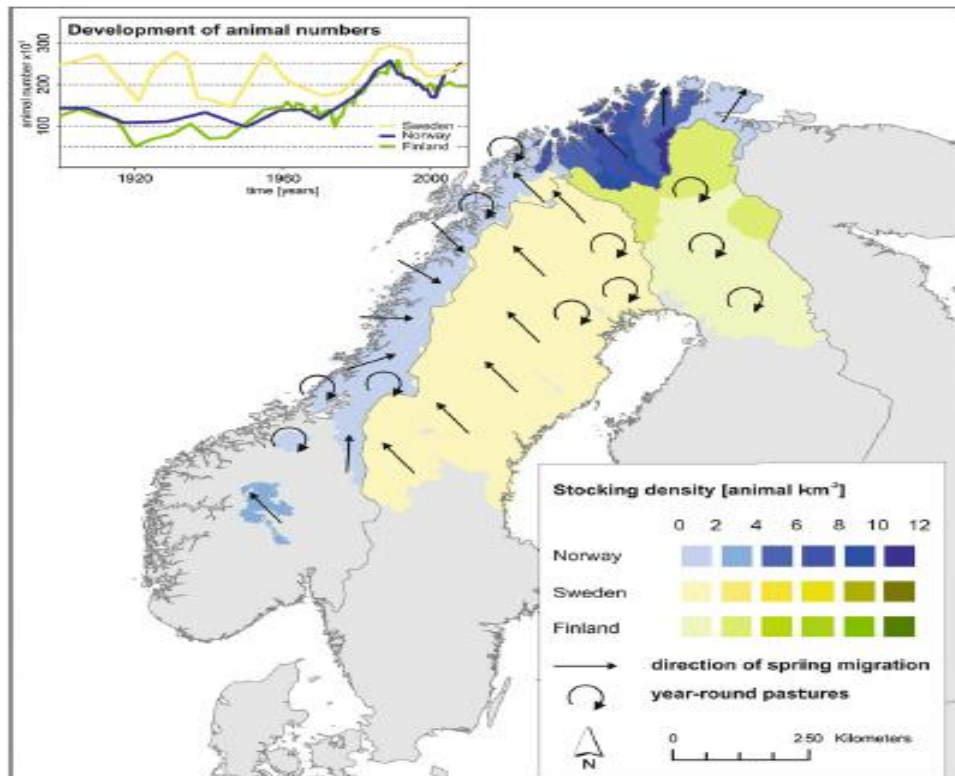 Development of animal numbers
animal number x10³
300
200
100
Sweden
Norway
Finland
1920
1960
2000
time [years]
Stocking density [animal km⁻²]
0 2 4 6 8 10 12
Norway
Sweden
Finland
direction of spriing migration
year-round pastures
N
0 250 Kilometers